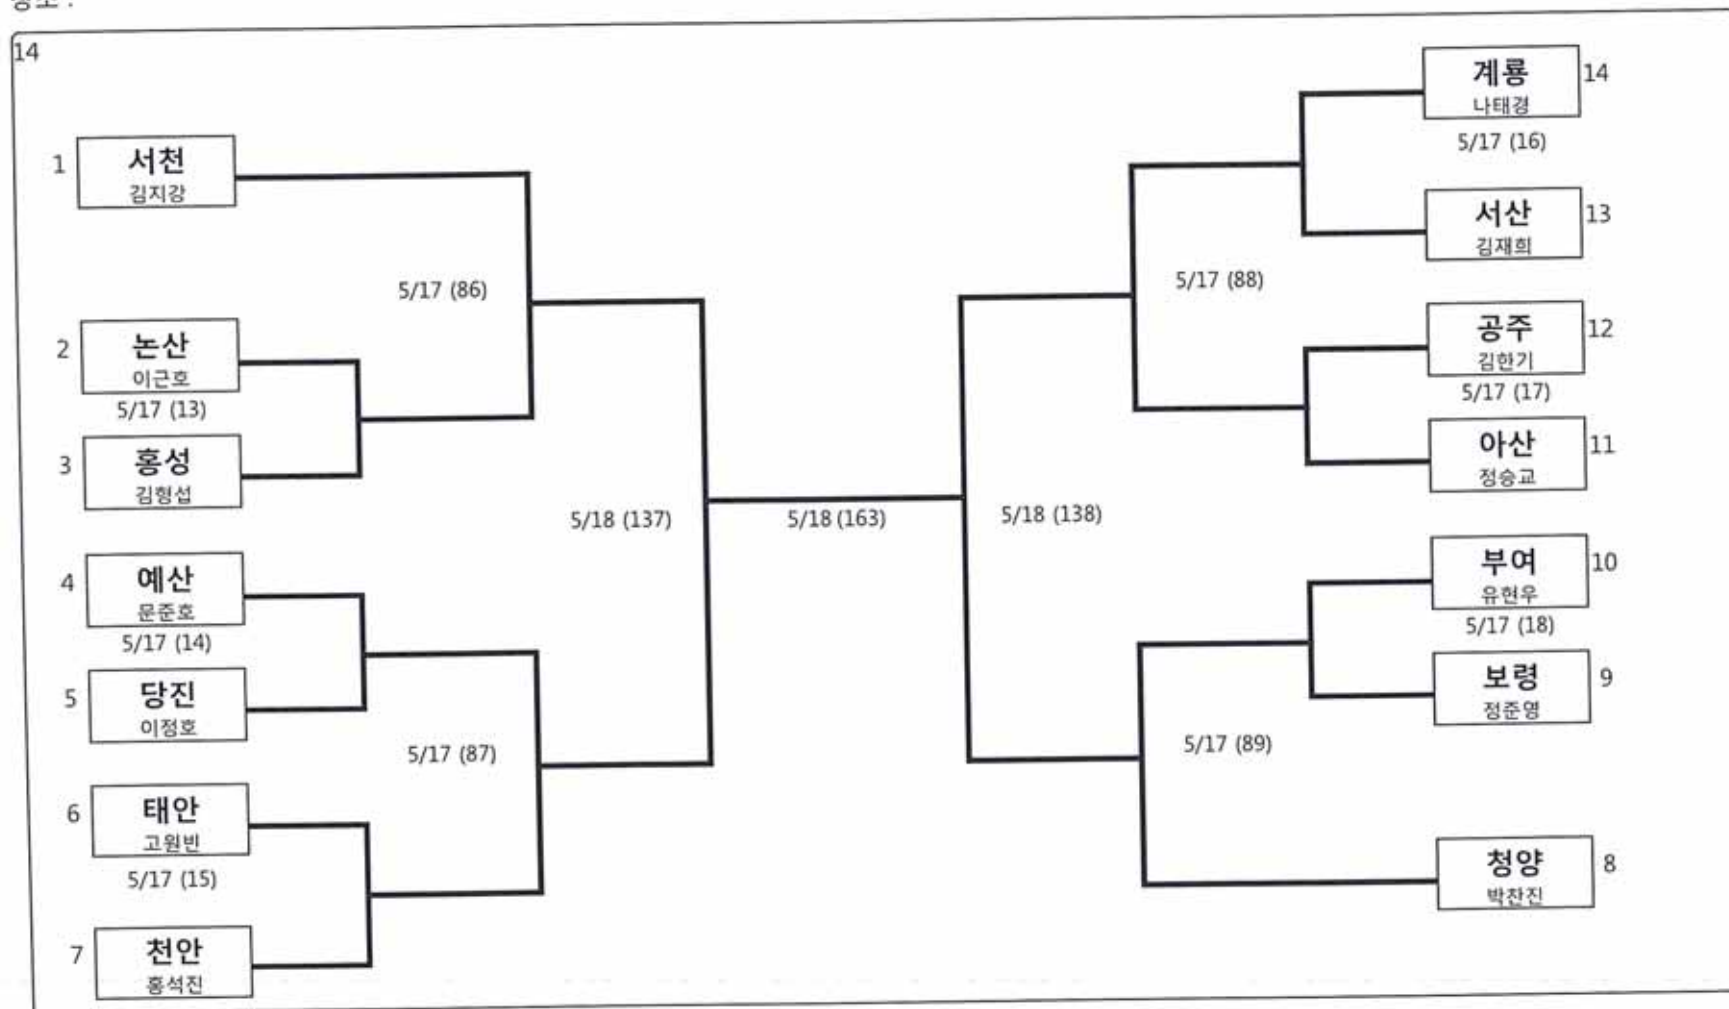 14
1
서천
김지강
5/17 (86)
2
논산
이근호
5/17 (13)
3
홍성
김형섭
5/18 (137)
4
예산
문준호
5/17 (14)
5
당진
이정호
5/17 (87)
6
태안
고원빈
5/17 (15)
7
천안
홍석진
5/18 (163)
계룡
14
나태경
5/17 (16)
서산
13
김재희
5/17 (88)
공주
12
김한기
5/17 (17)
아산
11
정승교
5/18 (138)
부여
10
유현우
5/17 (18)
보령
9
정준영
5/17 (89)
청양
8
박찬진